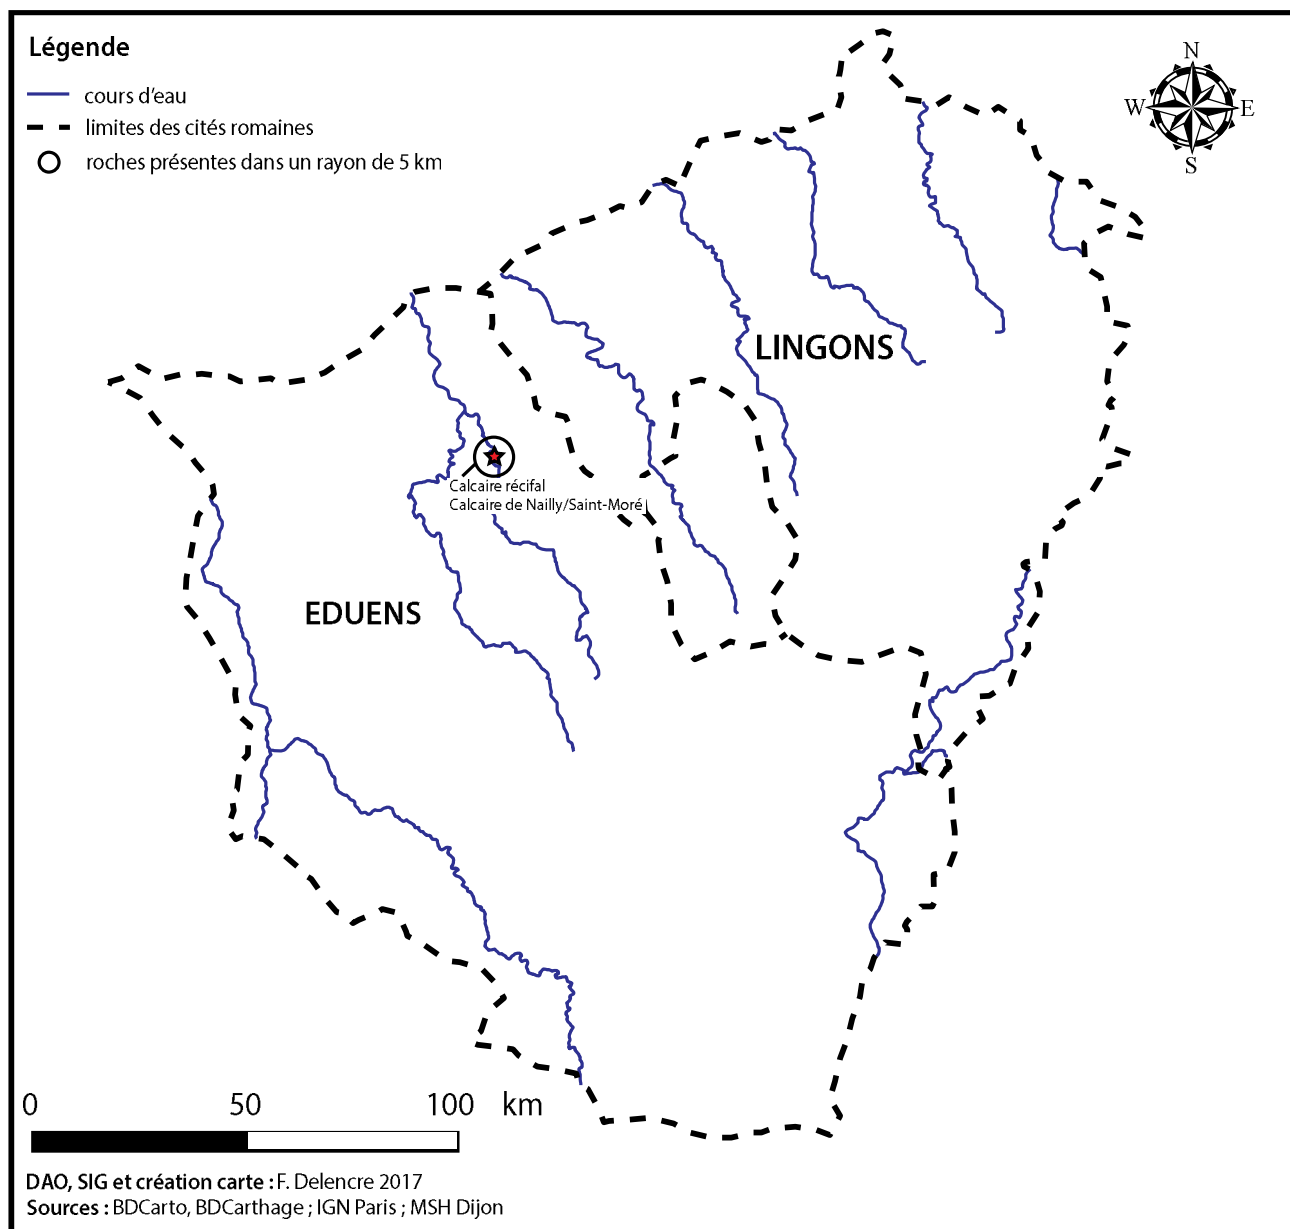 Légende
cours d'eau
limites des cités romaines
roches présentes dans un rayon de 5 km
N
W E
S
LINGONS
Calcaire récifal
Calcaire de Nailly/Saint-Moré
EDUENS
0 50 100 km
DAO, SIG et création carte : F. Delencre 2017
Sources : BDCarto, BDCarthage ; IGN Paris ; MSH Dijon